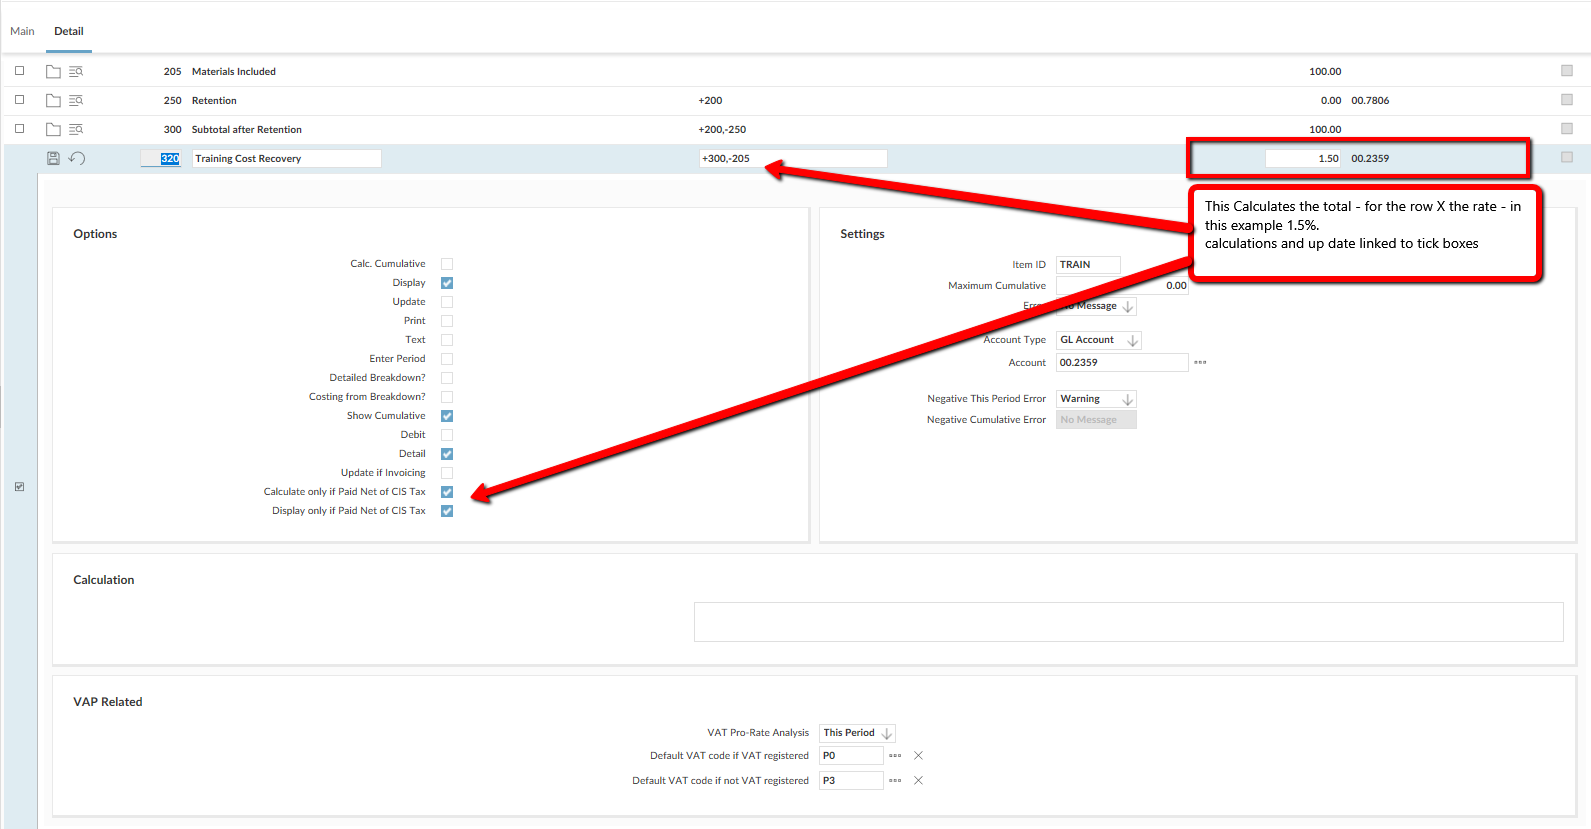 Main Detail
205 Materials Included 100.00
250 Retention +200 0.00 00.7806
300 Subtotal after Retention +200,-250 100.00
320 Training Cost Recovery +300,-205 1.50 00.2359
This Calculates the total - for the row X the rate - in
this example 1.5%.
calculations and up date linked to tick boxes
Options
Calc. Cumulative
Display
Update
Print
Text
Enter Period
Detailed Breakdown?
Costing from Breakdown?
Show Cumulative
Debit
Detail
Update if Invoicing
Calculate only if Paid Net of CIS Tax
Display only if Paid Net of CIS Tax
Settings
Item ID TRAIN
Maximum Cumulative 0.00
Message
Account Type GL Account
Account 00.2359
Negative This Period Error Warning
Negative Cumulative Error No Message
Calculation
VAP Related
VAT Pro-Rate Analysis This Period
Default VAT code if VAT registered P0
Default VAT code if not VAT registered P3